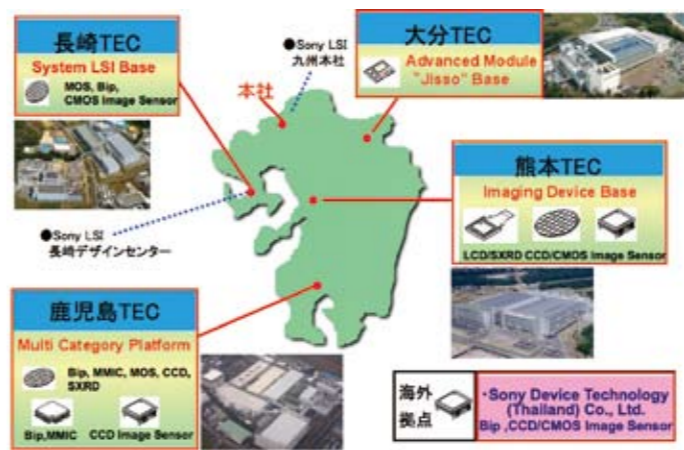 長崎TEC
System LSI Base
MOS, Bip,
CMOS Image Sensor
●Sony LSI
九州本社
本社
大分TEC
Advanced Module
"Jisso" Base
熊本TEC
Imaging Device Base
LCD/SXRD CCD/CMOS Image Sensor
●Sony LSI
長崎デザインセンター
鹿児島TEC
Multi Category Platform
Bip, MMIC, MOS, CCD,
SXRD
Bip,MMIC CCD Image Sensor
海外
拠点
・Sony Device Technology
(Thailand) Co., Ltd.
Bip ,CCD/CMOS Image Sensor